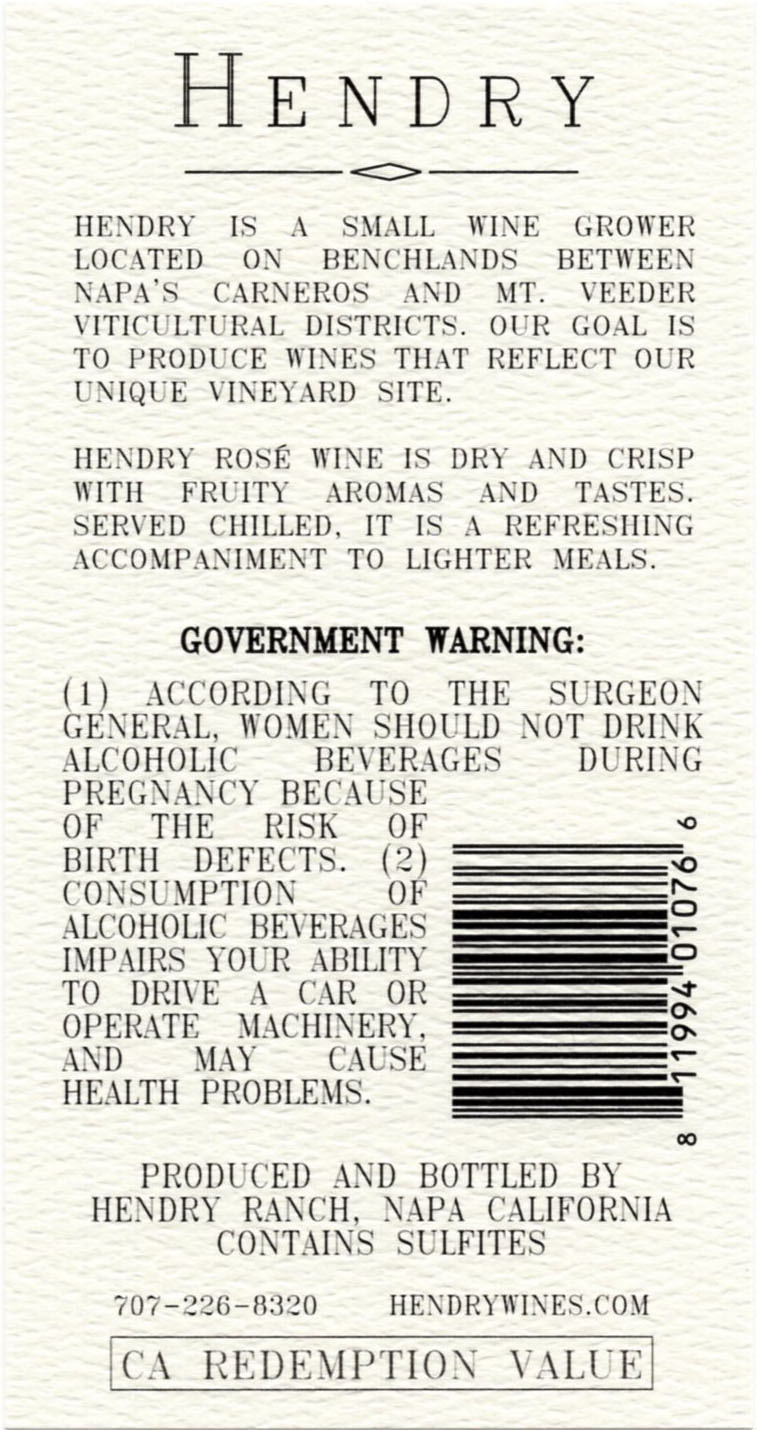 HENDRY
HENDRY IS A SMALL WINE GROWER
LOCATED ON BENCHLANDS BETWEEN
NAPA'S CARNEROS AND MT. VEEDER
VITICULTURAL DISTRICTS. OUR GOAL IS
TO PRODUCE WINES THAT REFLECT OUR
UNIQUE VINEYARD SITE.
HENDRY ROSÉ WINE IS DRY AND CRISP
WITH FRUITY AROMAS AND TASTES.
SERVED CHILLED, IT IS A REFRESHING
ACCOMPANIMENT TO LIGHTER MEALS.
GOVERNMENT WARNING:
(1) ACCORDING TO THE SURGEON
GENERAL, WOMEN SHOULD NOT DRINK
ALCOHOLIC BEVERAGES DURING
PREGNANCY BECAUSE
OF THE RISK OF
BIRTH DEFECTS. (2)
CONSUMPTION OF
ALCOHOLIC BEVERAGES
IMPAIRS YOUR ABILITY
TO DRIVE A CAR OR
OPERATE MACHINERY,
AND MAY CAUSE
HEALTH PROBLEMS.
8 11994 01076 6
PRODUCED AND BOTTLED BY
HENDRY RANCH, NAPA CALIFORNIA
CONTAINS SULFITES
707-226-8320 HENDRYWINES.COM
CA REDEMPTION VALUE